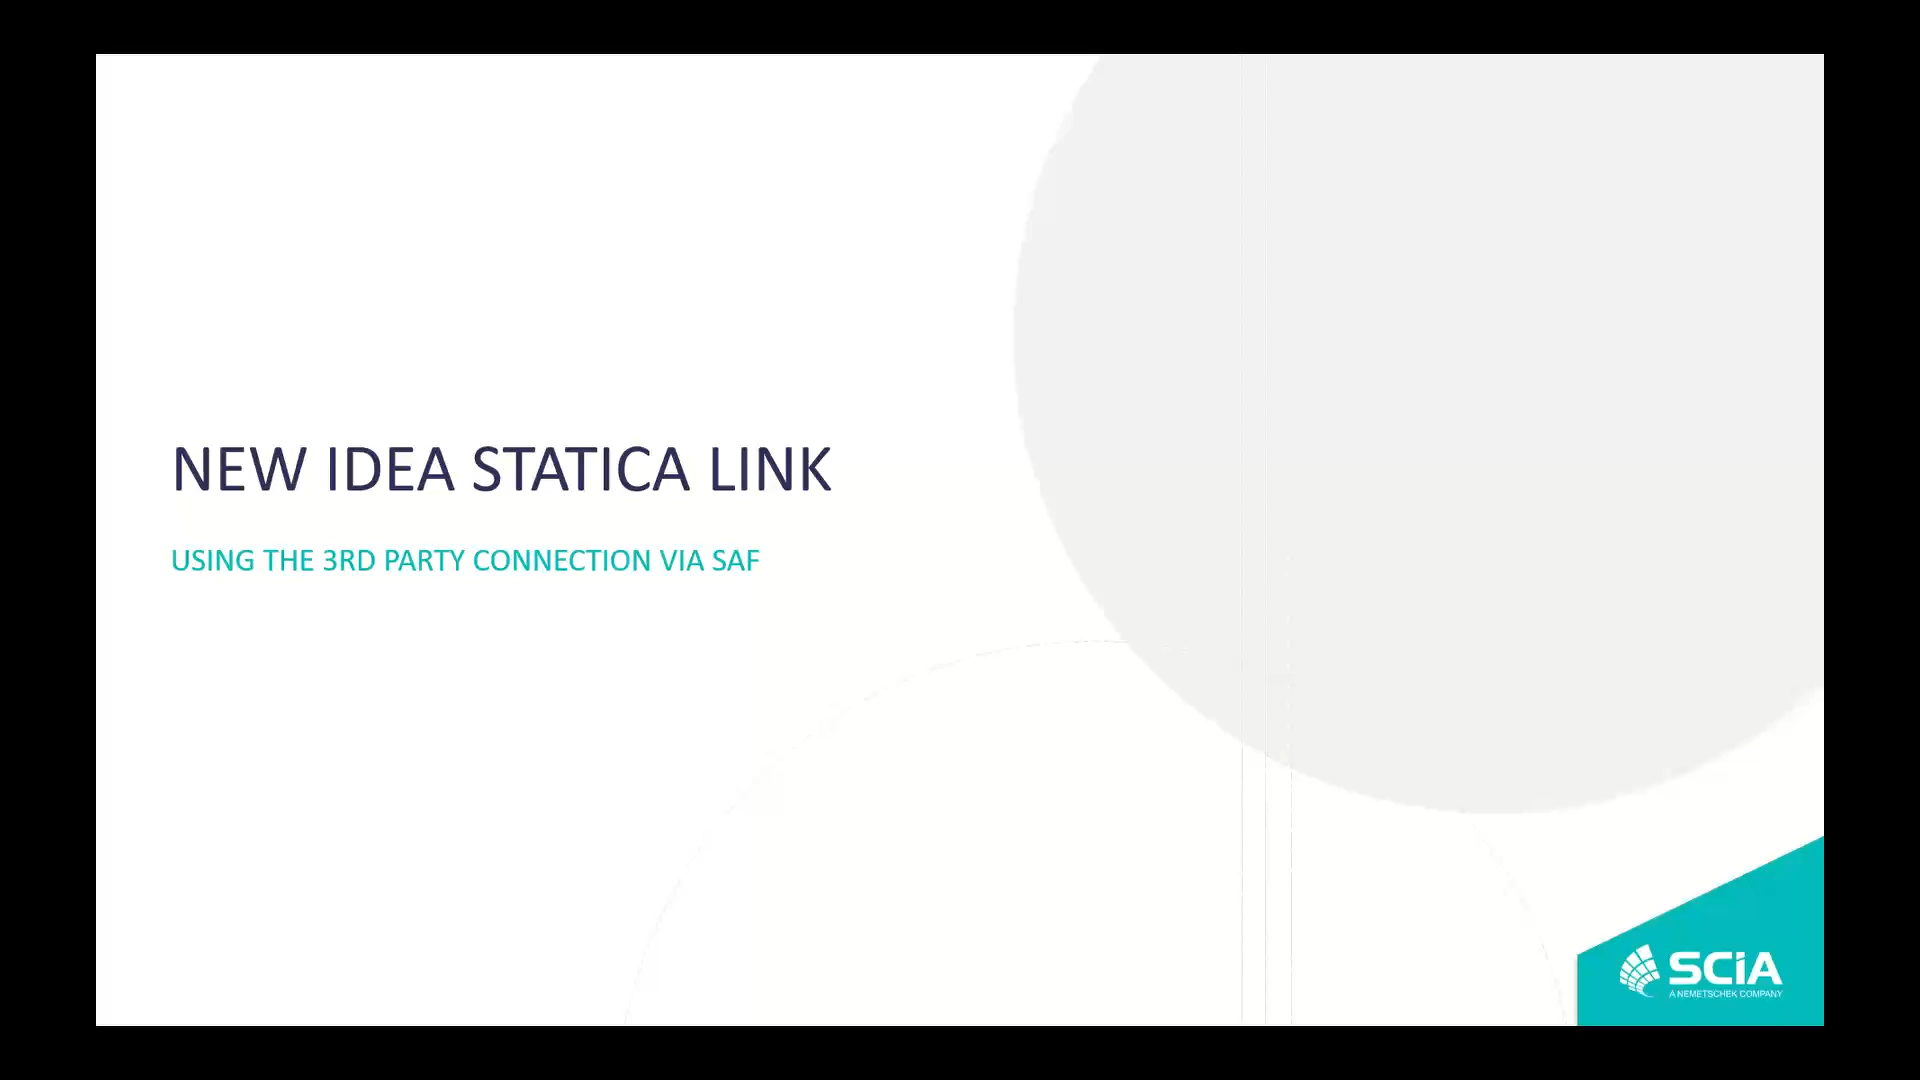 NEW IDEA STATICA LINK
USING THE 3RD PARTY CONNECTION VIA SAF
SCIA
A NEMETSCHEK COMPANY